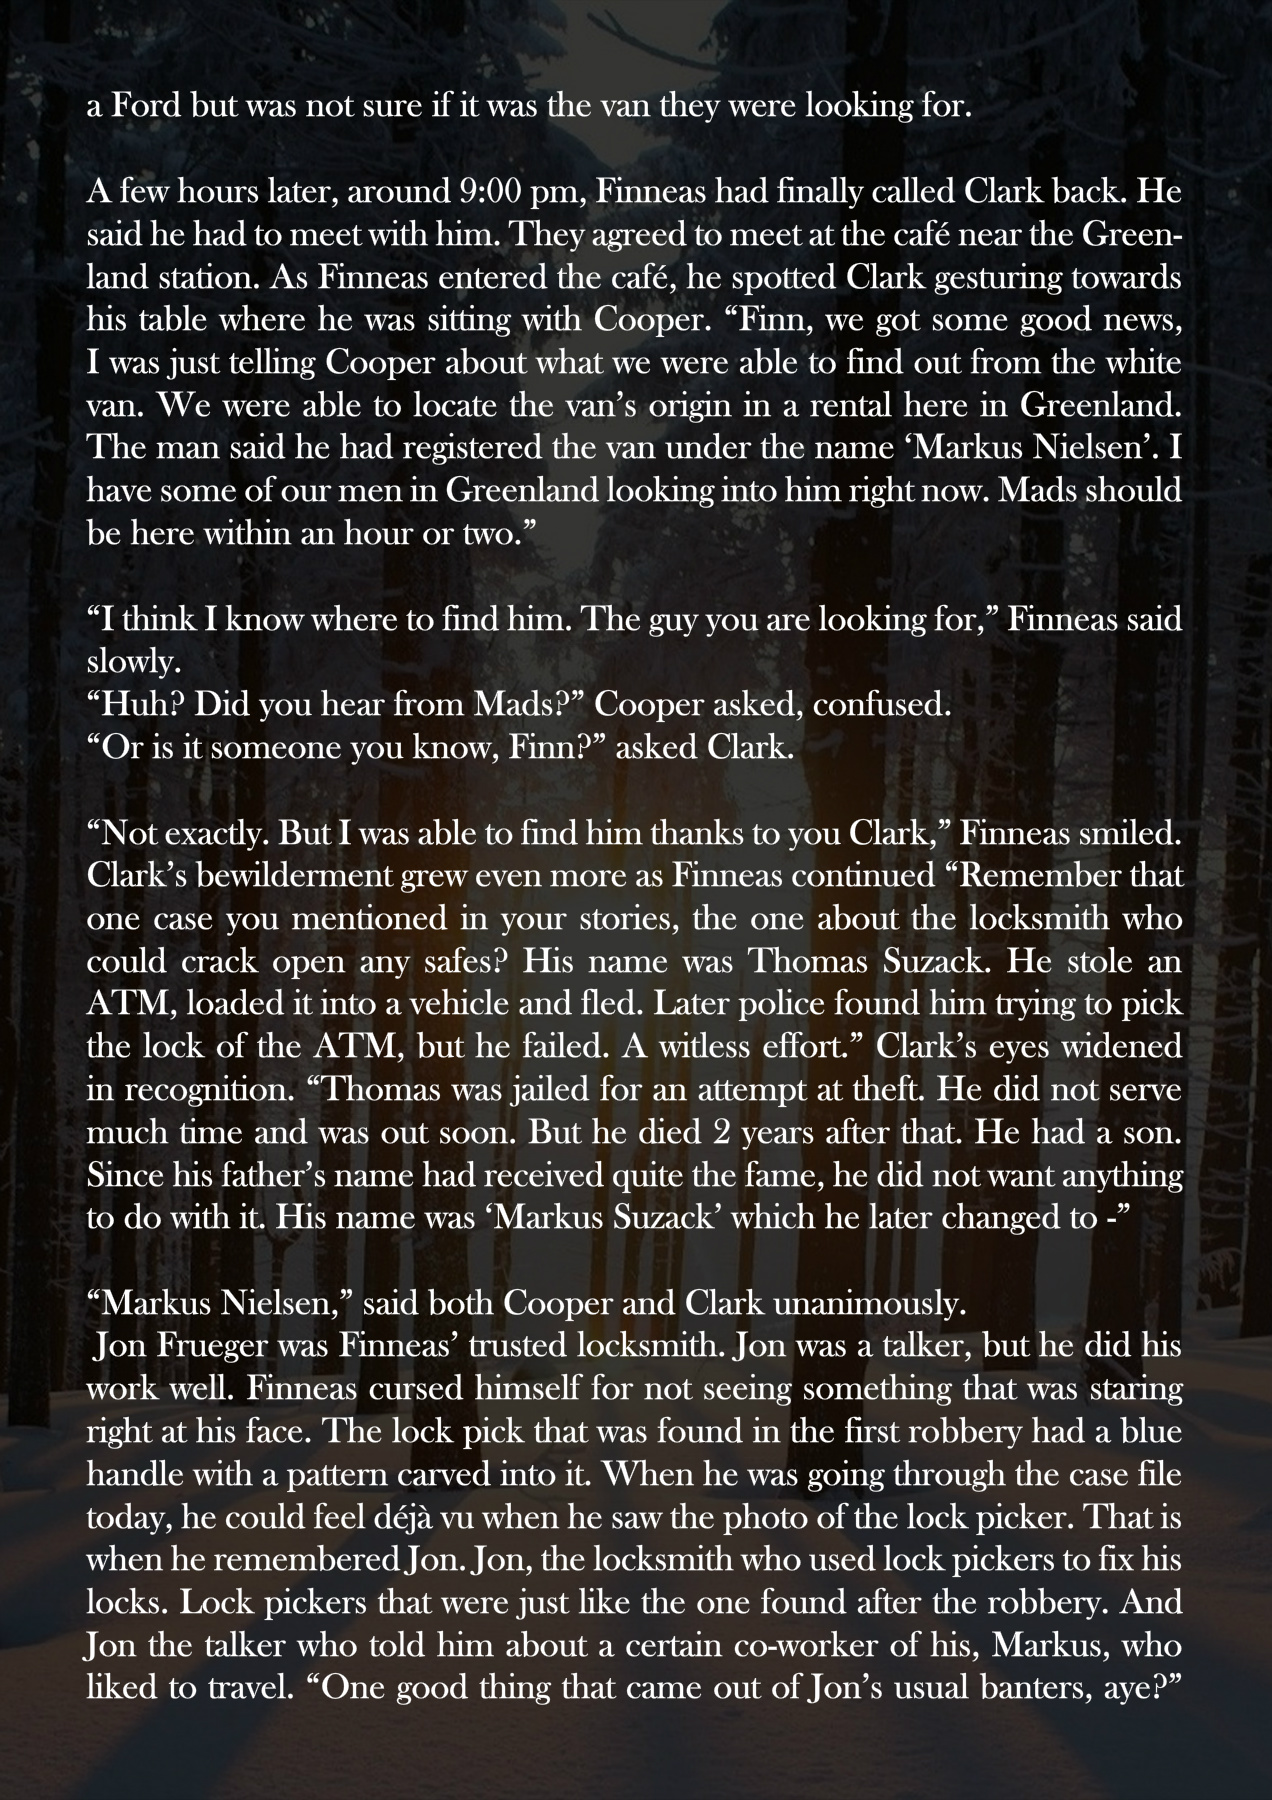 a Ford but was not sure if it was the van they were looking for.
A few hours later, around 9:00 pm, Finneas had finally called Clark back. He
said he had to meet with him. They agreed to meet at the café near the Green-
land station. As Finneas entered the café, he spotted Clark gesturing towards
his table where he was sitting with Cooper. “Finn, we got some good news,
I was just telling Cooper about what we were able to find out from the white
van. We were able to locate the van’s origin in a rental here in Greenland.
The man said he had registered the van under the name ‘Markus Nielsen’. I
have some of our men in Greenland looking into him right now. Mads should
be here within an hour or two.”
“I think I know where to find him. The guy you are looking for,” Finneas said
slowly.
“Huh? Did you hear from Mads?” Cooper asked, confused.
“Or is it someone you know, Finn?” asked Clark.
“Not exactly. But I was able to find him thanks to you Clark,” Finneas smiled.
Clark’s bewilderment grew even more as Finneas continued “Remember that
one case you mentioned in your stories, the one about the locksmith who
could crack open any safes? His name was Thomas Suzack. He stole an
ATM, loaded it into a vehicle and fled. Later police found him trying to pick
the lock of the ATM, but he failed. A witless effort.” Clark’s eyes widened
in recognition. “Thomas was jailed for an attempt at theft. He did not serve
much time and was out soon. But he died 2 years after that. He had a son.
Since his father’s name had received quite the fame, he did not want anything
to do with it. His name was ‘Markus Suzack’ which he later changed to -”
“Markus Nielsen,” said both Cooper and Clark unanimously.
Jon Frueger was Finneas’ trusted locksmith. Jon was a talker, but he did his
work well. Finneas cursed himself for not seeing something that was staring
right at his face. The lock pick that was found in the first robbery had a blue
handle with a pattern carved into it. When he was going through the case file
today, he could feel déjà vu when he saw the photo of the lock picker. That is
when he remembered Jon. Jon, the locksmith who used lock pickers to fix his
locks. Lock pickers that were just like the one found after the robbery. And
Jon the talker who told him about a certain co-worker of his, Markus, who
liked to travel. “One good thing that came out of Jon’s usual banters, aye?”